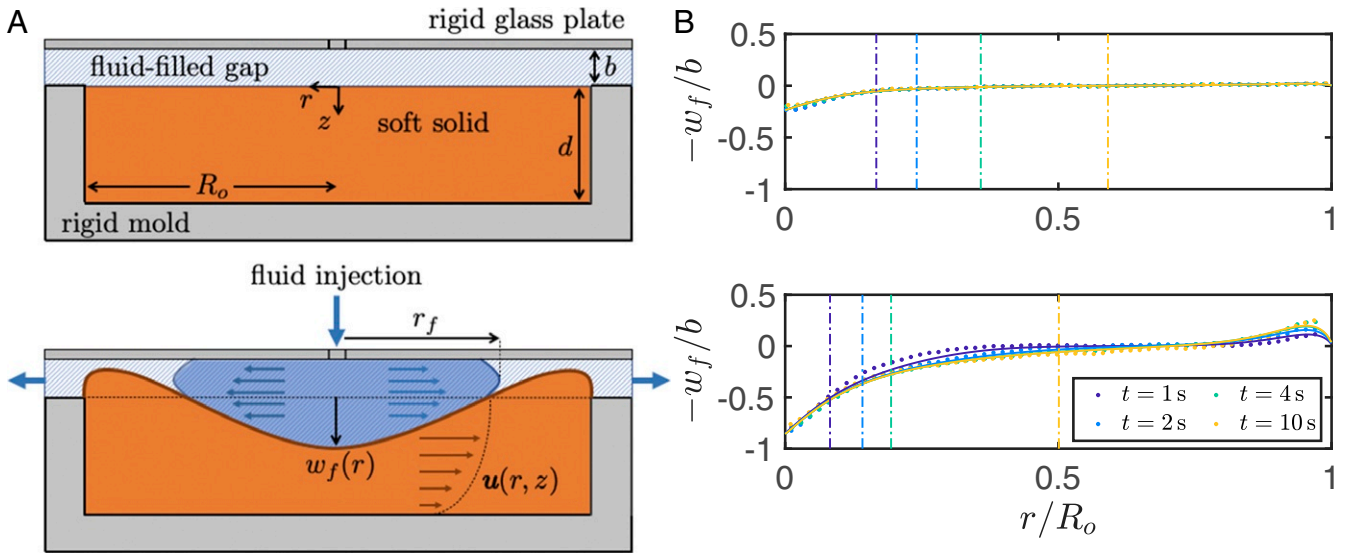 A
rigid glass plate
fluid-filled gap
b
r
z
soft solid
d
R_o
rigid mold
fluid injection
r_f
w_f(r)
u(r, z)
B
0.5
0
-0.5
-1
−w_f/b
0
0.5
1
0.5
0
-0.5
-1
−w_f/b
t = 1 s
t = 4 s
t = 2 s
t = 10 s
0
0.5
1
r/R_o